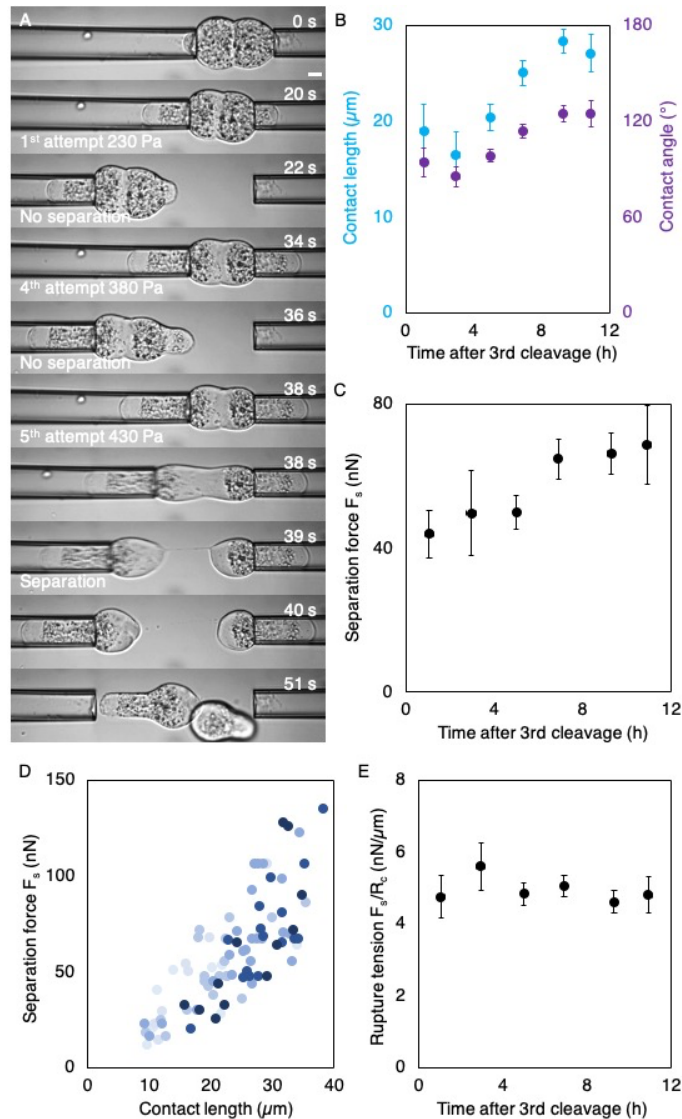 A
0 s
20 s
1st attempt 230 Pa
22 s
No separation
34 s
4th attempt 380 Pa
36 s
No separation
38 s
5th attempt 430 Pa
38 s
39 s
Separation
40 s
51 s
B
30
20
10
0
Contact length (µm)
180
120
60
0
Contact angle (°)
0
4
8
12
Time after 3rd cleavage (h)
C
80
40
0
Separation force Fs (nN)
0
4
8
12
Time after 3rd cleavage (h)
D
150
100
50
0
Separation force Fs (nN)
0
10
20
30
40
Contact length (µm)
E
8
6
4
2
0
Rupture tension Fs/Rc (nN/µm)
0
4
8
12
Time after 3rd cleavage (h)